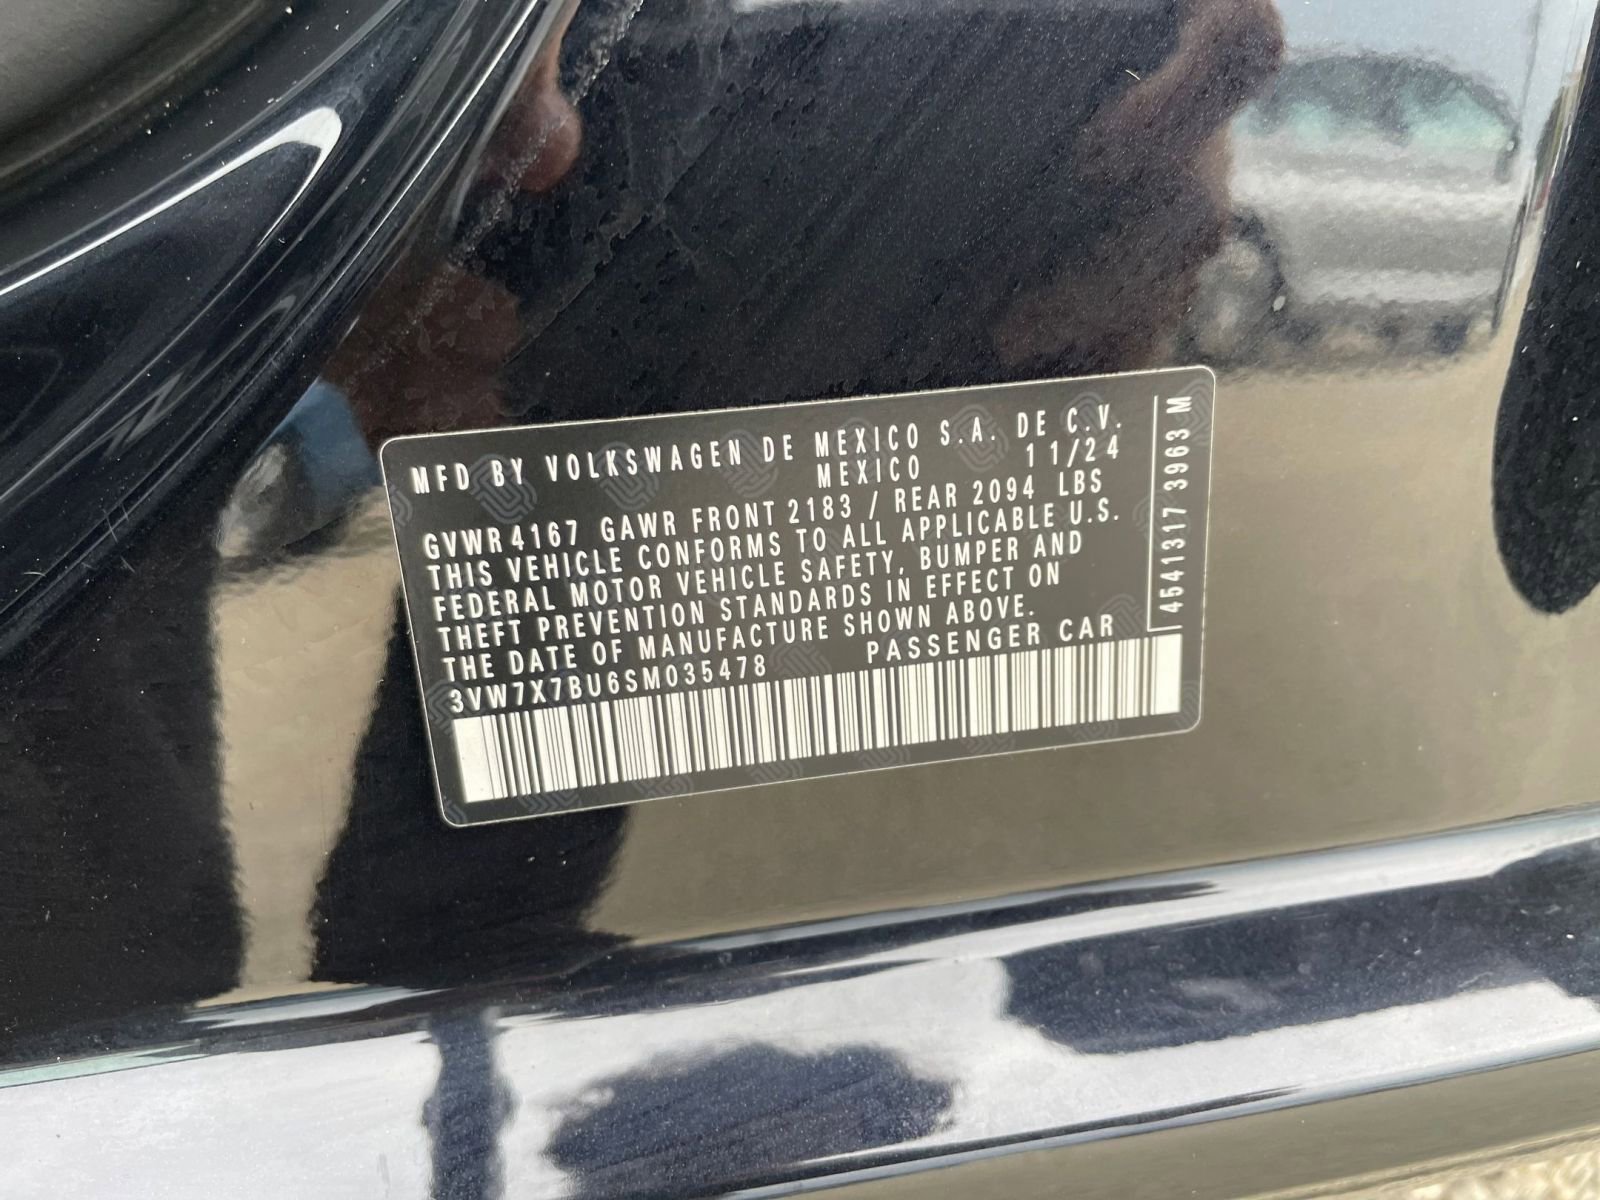 MFD BY VOLKSWAGEN DE MEXICO S.A. DE C.V.
MEXICO 11/24
GVWR 4167 GAWR FRONT 2183 / REAR 2094 LBS
THIS VEHICLE CONFORMS TO ALL APPLICABLE U.S.
FEDERAL MOTOR VEHICLE SAFETY, BUMPER AND
THEFT PREVENTION STANDARDS IN EFFECT ON
THE DATE OF MANUFACTURE SHOWN ABOVE.
3VW7X7BU6SM035478 PASSENGER CAR
4541317 3963 M